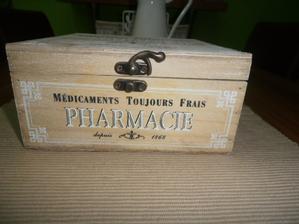 MÉDICAMENTS TOUJOURS FRAIS
PHARMACIE
depuis 1868